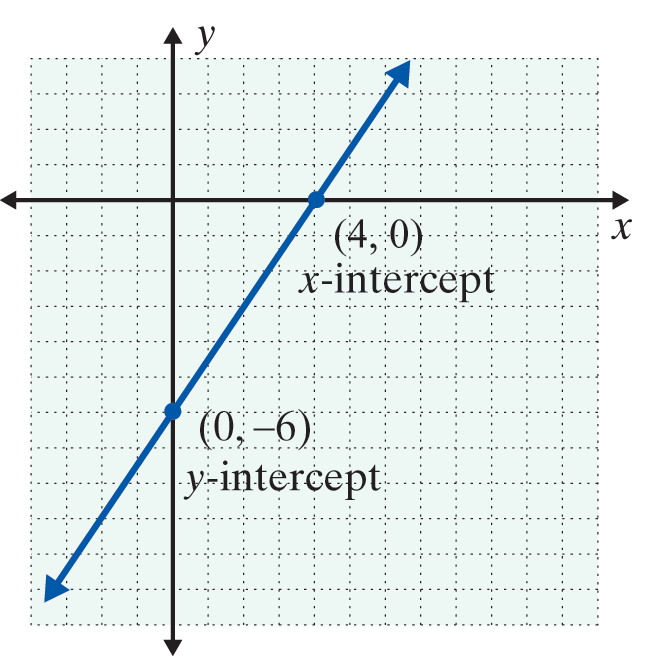 y
x
(4, 0)
x-intercept
(0, –6)
y-intercept